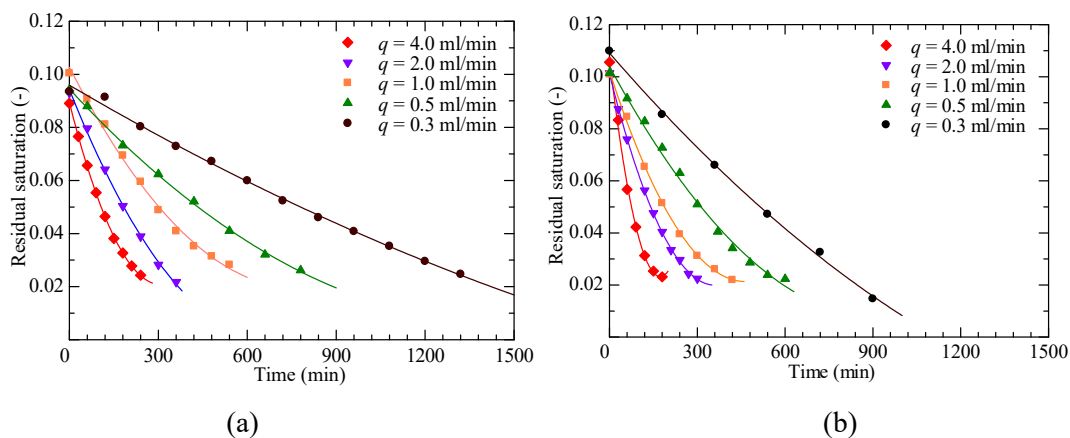 (a)
q = 4.0 ml/min
q = 2.0 ml/min
q = 1.0 ml/min
q = 0.5 ml/min
q = 0.3 ml/min
Residual saturation (-)
0.10
0.08
0.06
0.04
0.02
0 300 600 900 1200 1500
Time (min)
(a)
(b)
q = 4.0 ml/min
q = 2.0 ml/min
q = 1.0 ml/min
q = 0.5 ml/min
q = 0.3 ml/min
Residual saturation (-)
0.10
0.08
0.06
0.04
0.02
0 300 600 900 1200 1500
Time (min)
(b)